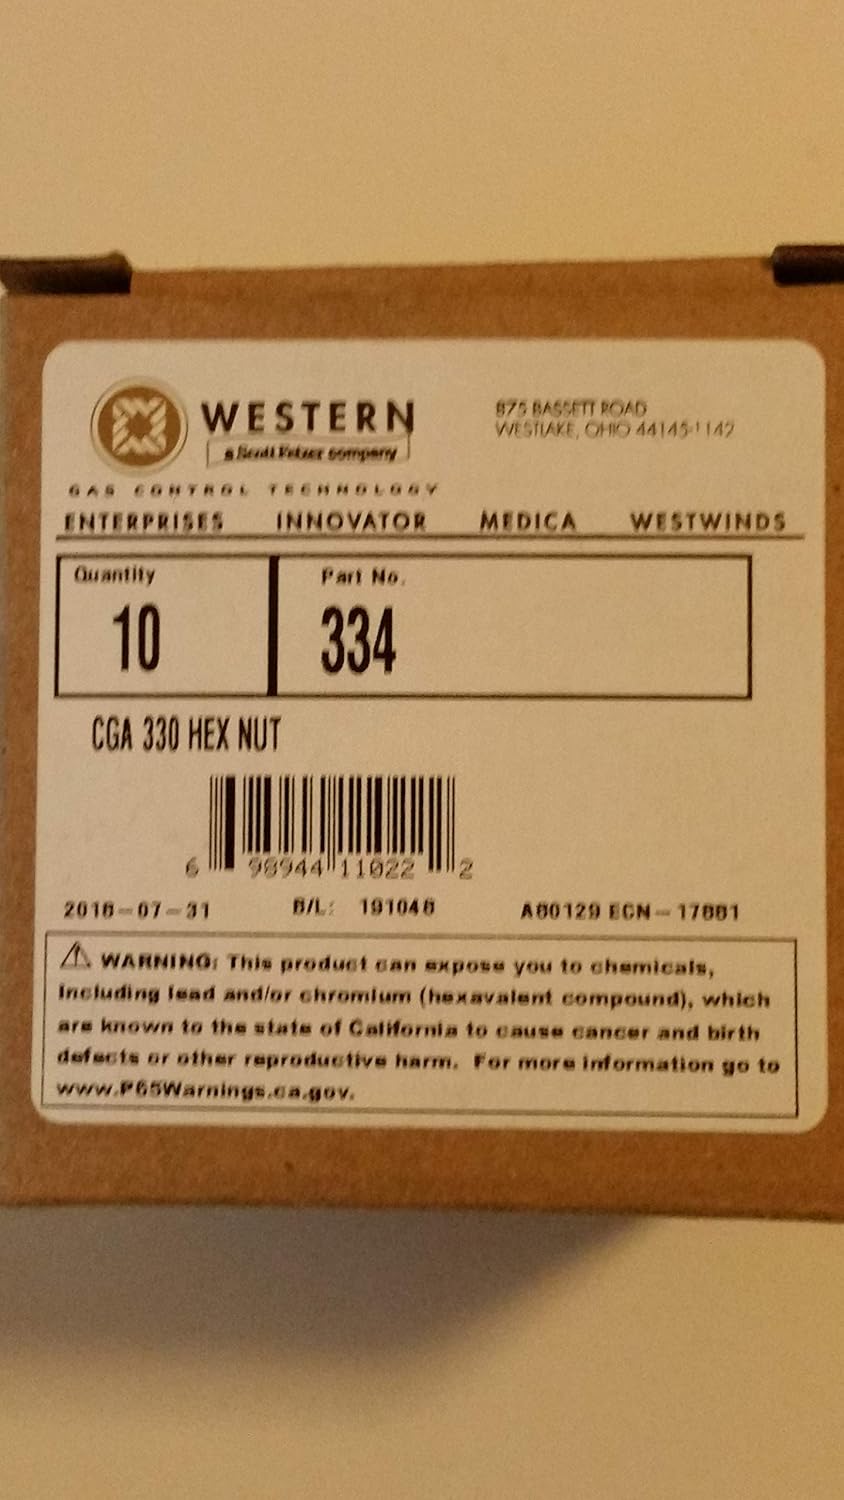 WESTERN
a Scott Fetzer company
875 BASSETT ROAD
WESTLAKE, OHIO 44145-1142
GAS CONTROL TECHNOLOGY
ENTERPRISES INNOVATOR MEDICA WESTWINDS
Quantity Part No.
10 334
CGA 330 HEX NUT
6 98944 11022 2
2018-07-31 B/L: 191048 A80129 ECN-17881
WARNING: This product can expose you to chemicals,
including lead and/or chromium (hexavalent compound), which
are known to the state of California to cause cancer and birth
defects or other reproductive harm. For more information go to
www.P65Warnings.ca.gov.